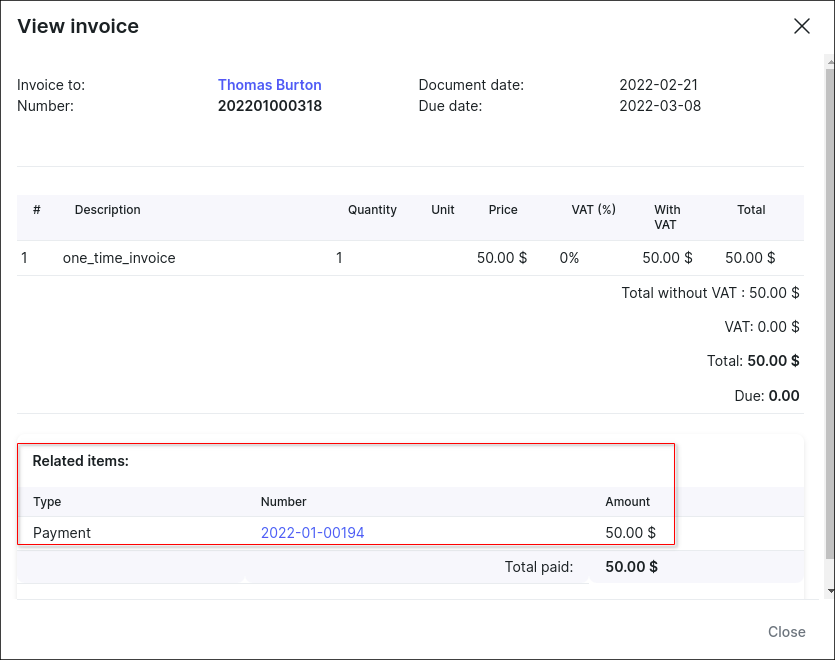 View invoice
Invoice to: Thomas Burton Document date: 2022-02-21
Number: 202201000318 Due date: 2022-03-08
# Description Quantity Unit Price VAT (%) With VAT Total
1 one_time_invoice 1 50.00 $ 0% 50.00 $ 50.00 $
Total without VAT : 50.00 $
VAT: 0.00 $
Total: 50.00 $
Due: 0.00
Related items:
Type Number Amount
Payment 2022-01-00194 50.00 $
Total paid: 50.00 $
Close